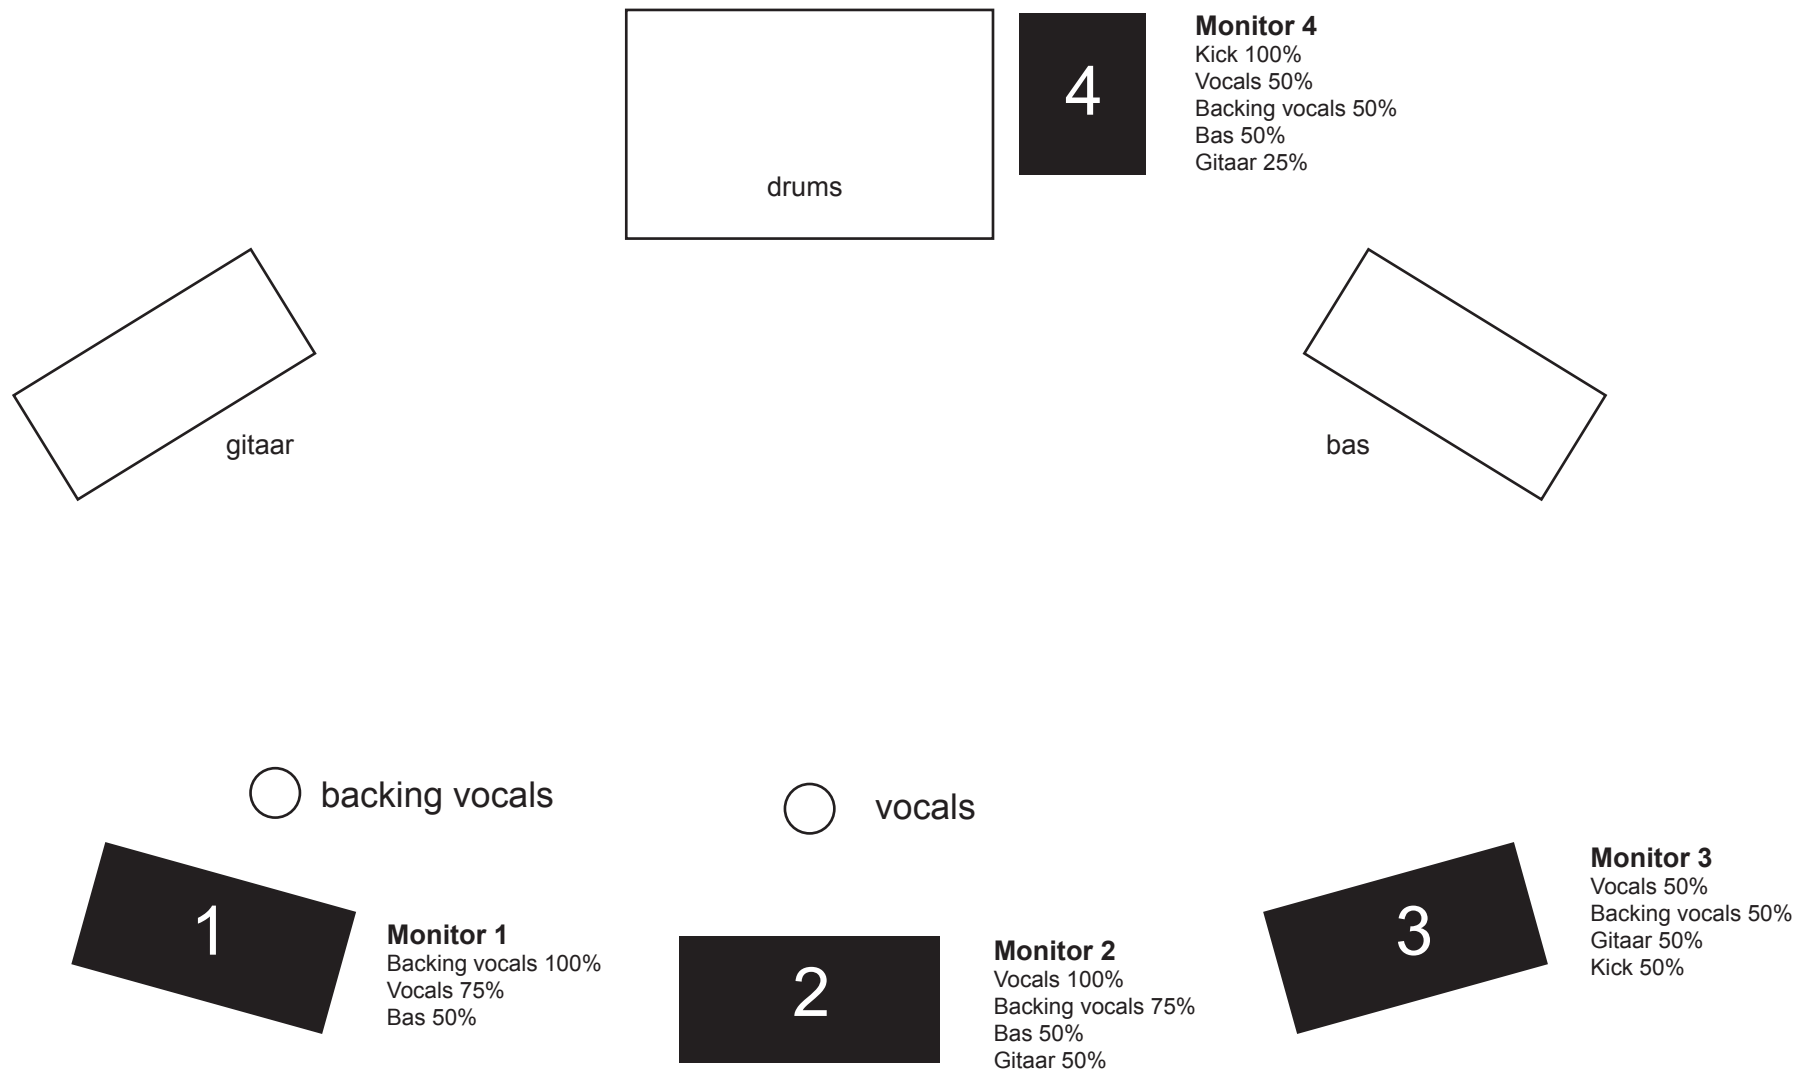 drums
4
Monitor 4
Kick 100%
Vocals 50%
Backing vocals 50%
Bas 50%
Gitaar 25%
gitaar
bas
backing vocals
vocals
1
Monitor 1
Backing vocals 100%
Vocals 75%
Bas 50%
2
Monitor 2
Vocals 100%
Backing vocals 75%
Bas 50%
Gitaar 50%
3
Monitor 3
Vocals 50%
Backing vocals 50%
Gitaar 50%
Kick 50%